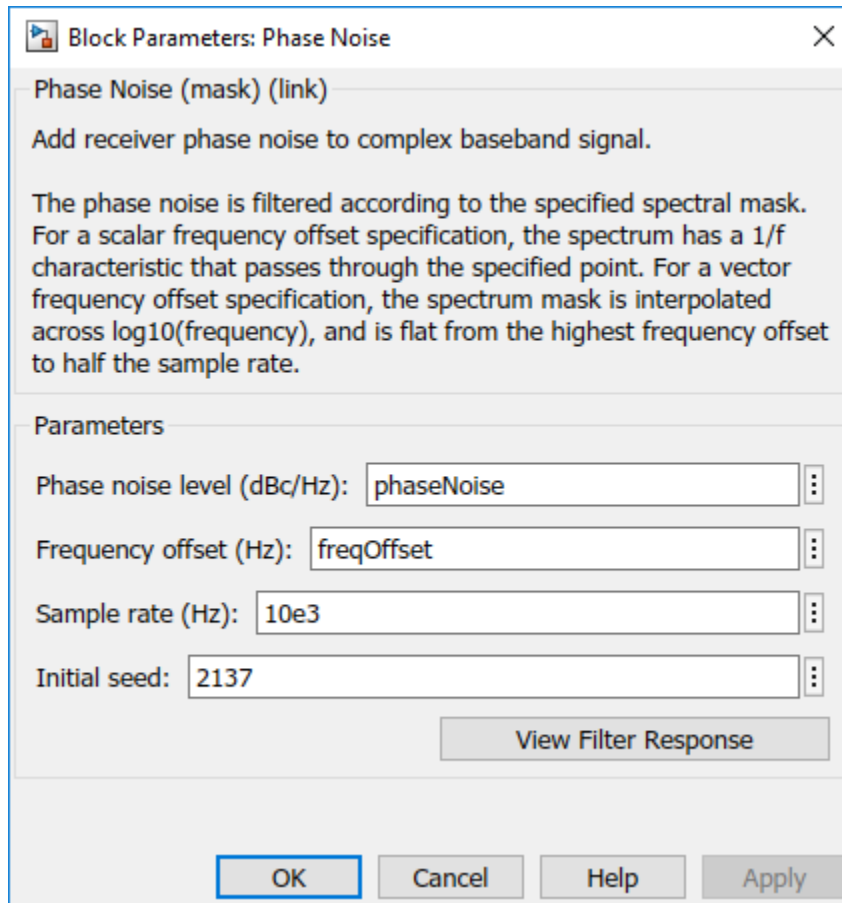 Block Parameters: Phase Noise
Phase Noise (mask) (link)
Add receiver phase noise to complex baseband signal.
The phase noise is filtered according to the specified spectral mask.
For a scalar frequency offset specification, the spectrum has a 1/f
characteristic that passes through the specified point. For a vector
frequency offset specification, the spectrum mask is interpolated
across log10(frequency), and is flat from the highest frequency offset
to half the sample rate.
Parameters
Phase noise level (dBc/Hz): phaseNoise
Frequency offset (Hz): freqOffset
Sample rate (Hz): 10e3
Initial seed: 2137
View Filter Response
OK Cancel Help Apply